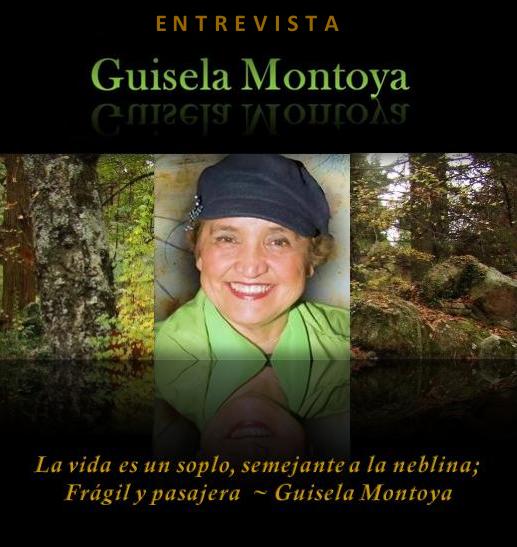 ENTREVISTA
Guisela Montoya
La vida es un soplo, semejante a la neblina;
Frágil y pasajera ~ Guisela Montoya